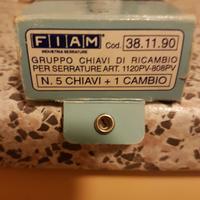 FIAM
INDUSTRIA SERRATURE
Cod. 38.11.90
GRUPPO CHIAVI DI RICAMBIO
PER SERRATURE ART. 1120PV-808PV
N. 5 CHIAVI + 1 CAMBIO